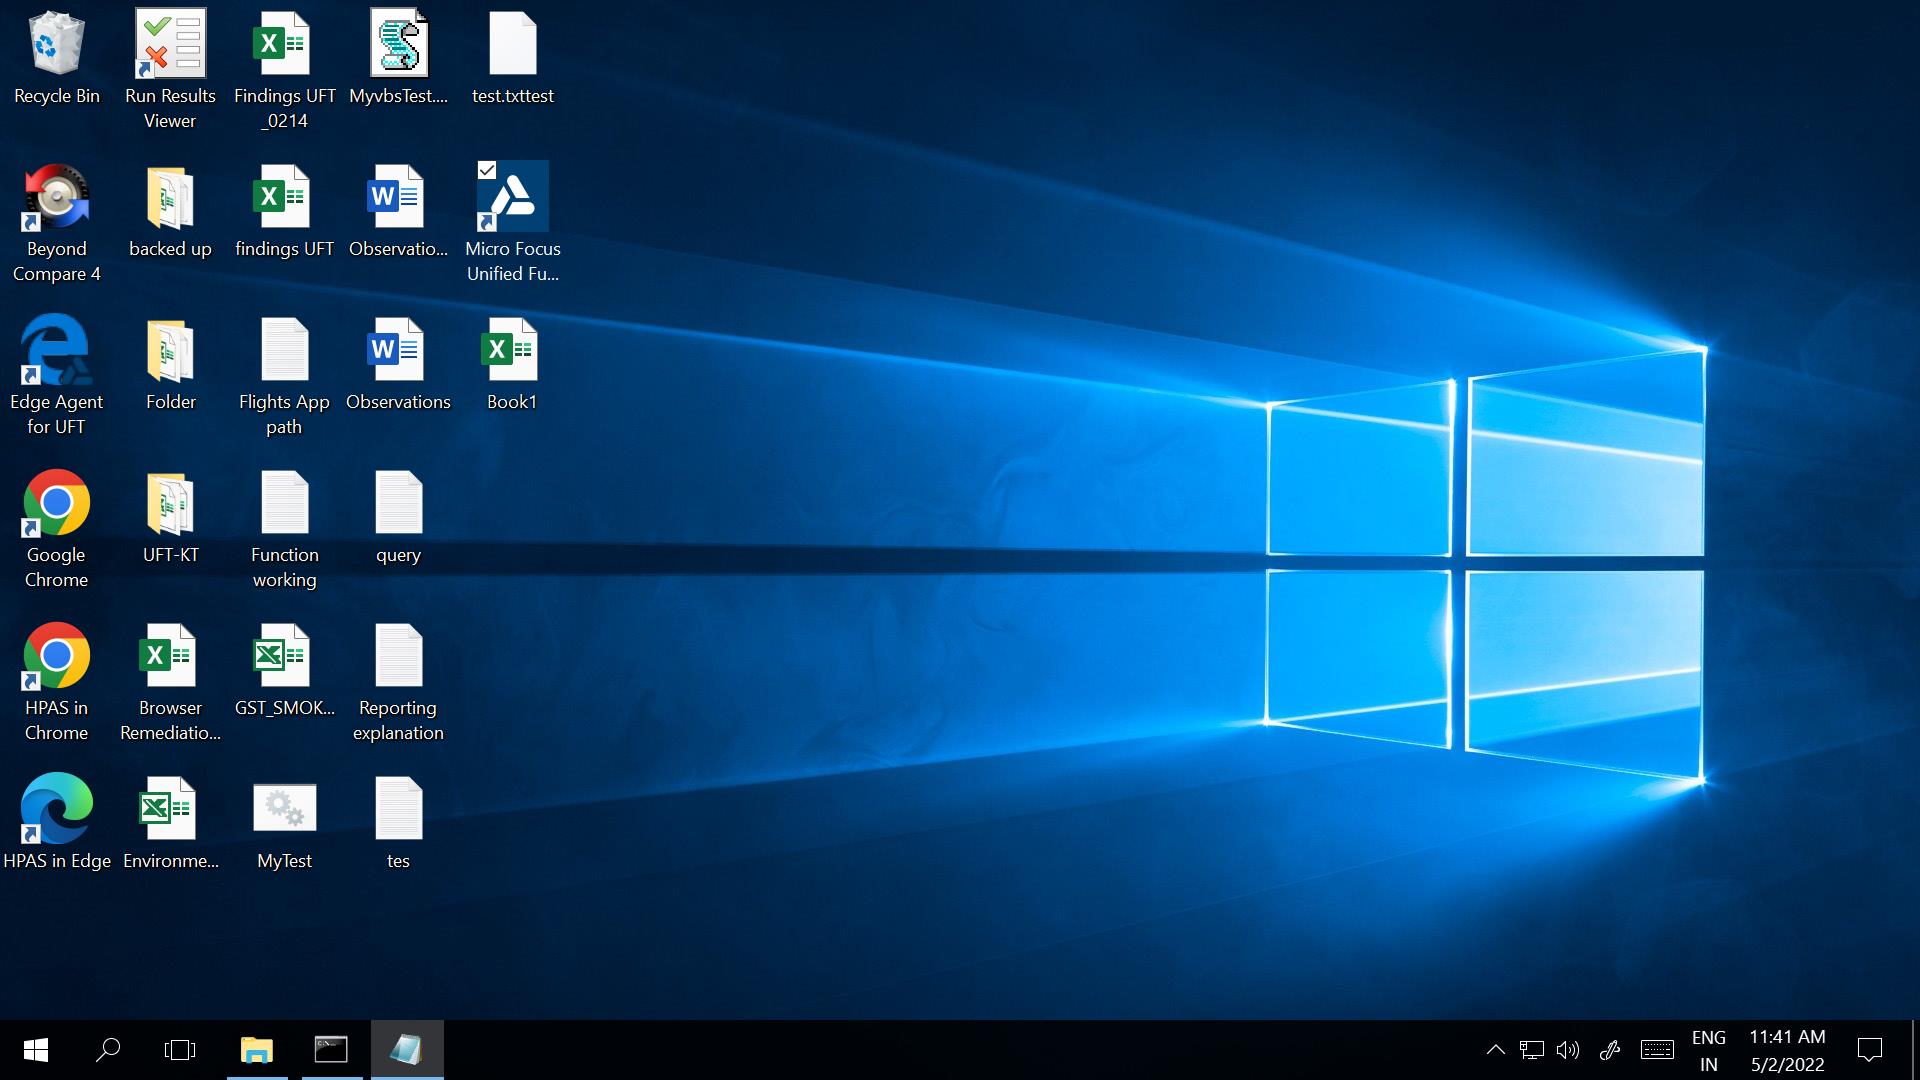 Recycle Bin
Run Results
Viewer
Findings UFT
_0214
MyvbsTest....
test.txttest
Beyond
Compare 4
backed up
findings UFT
Observatio...
Micro Focus
Unified Fu...
Edge Agent
for UFT
Folder
Flights App
path
Observations
Book1
Google
Chrome
UFT-KT
Function
working
query
HPAS in
Chrome
Browser
Remediatio...
GST_SMOK...
Reporting
explanation
HPAS in Edge
Environme...
MyTest
tes
ENG
IN
11:41 AM
5/2/2022